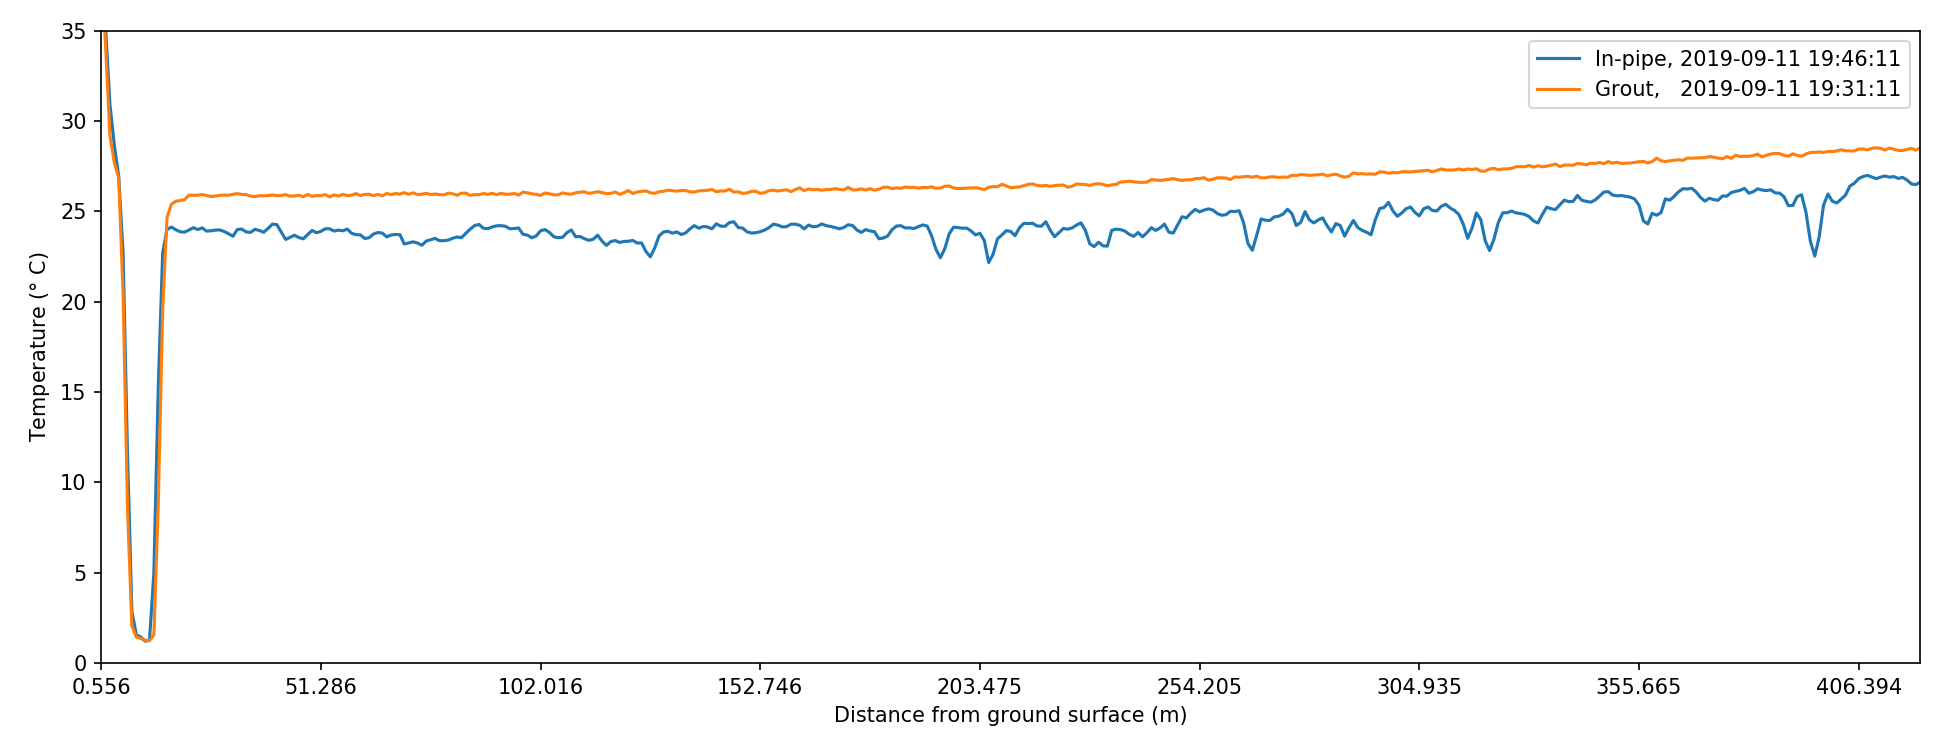 In-pipe, 2019-09-11 19:46:11
Grout, 2019-09-11 19:31:11
Temperature (° C)
35
30
25
20
15
10
5
0
0.556 51.286 102.016 152.746 203.475 254.205 304.935 355.665 406.394
Distance from ground surface (m)